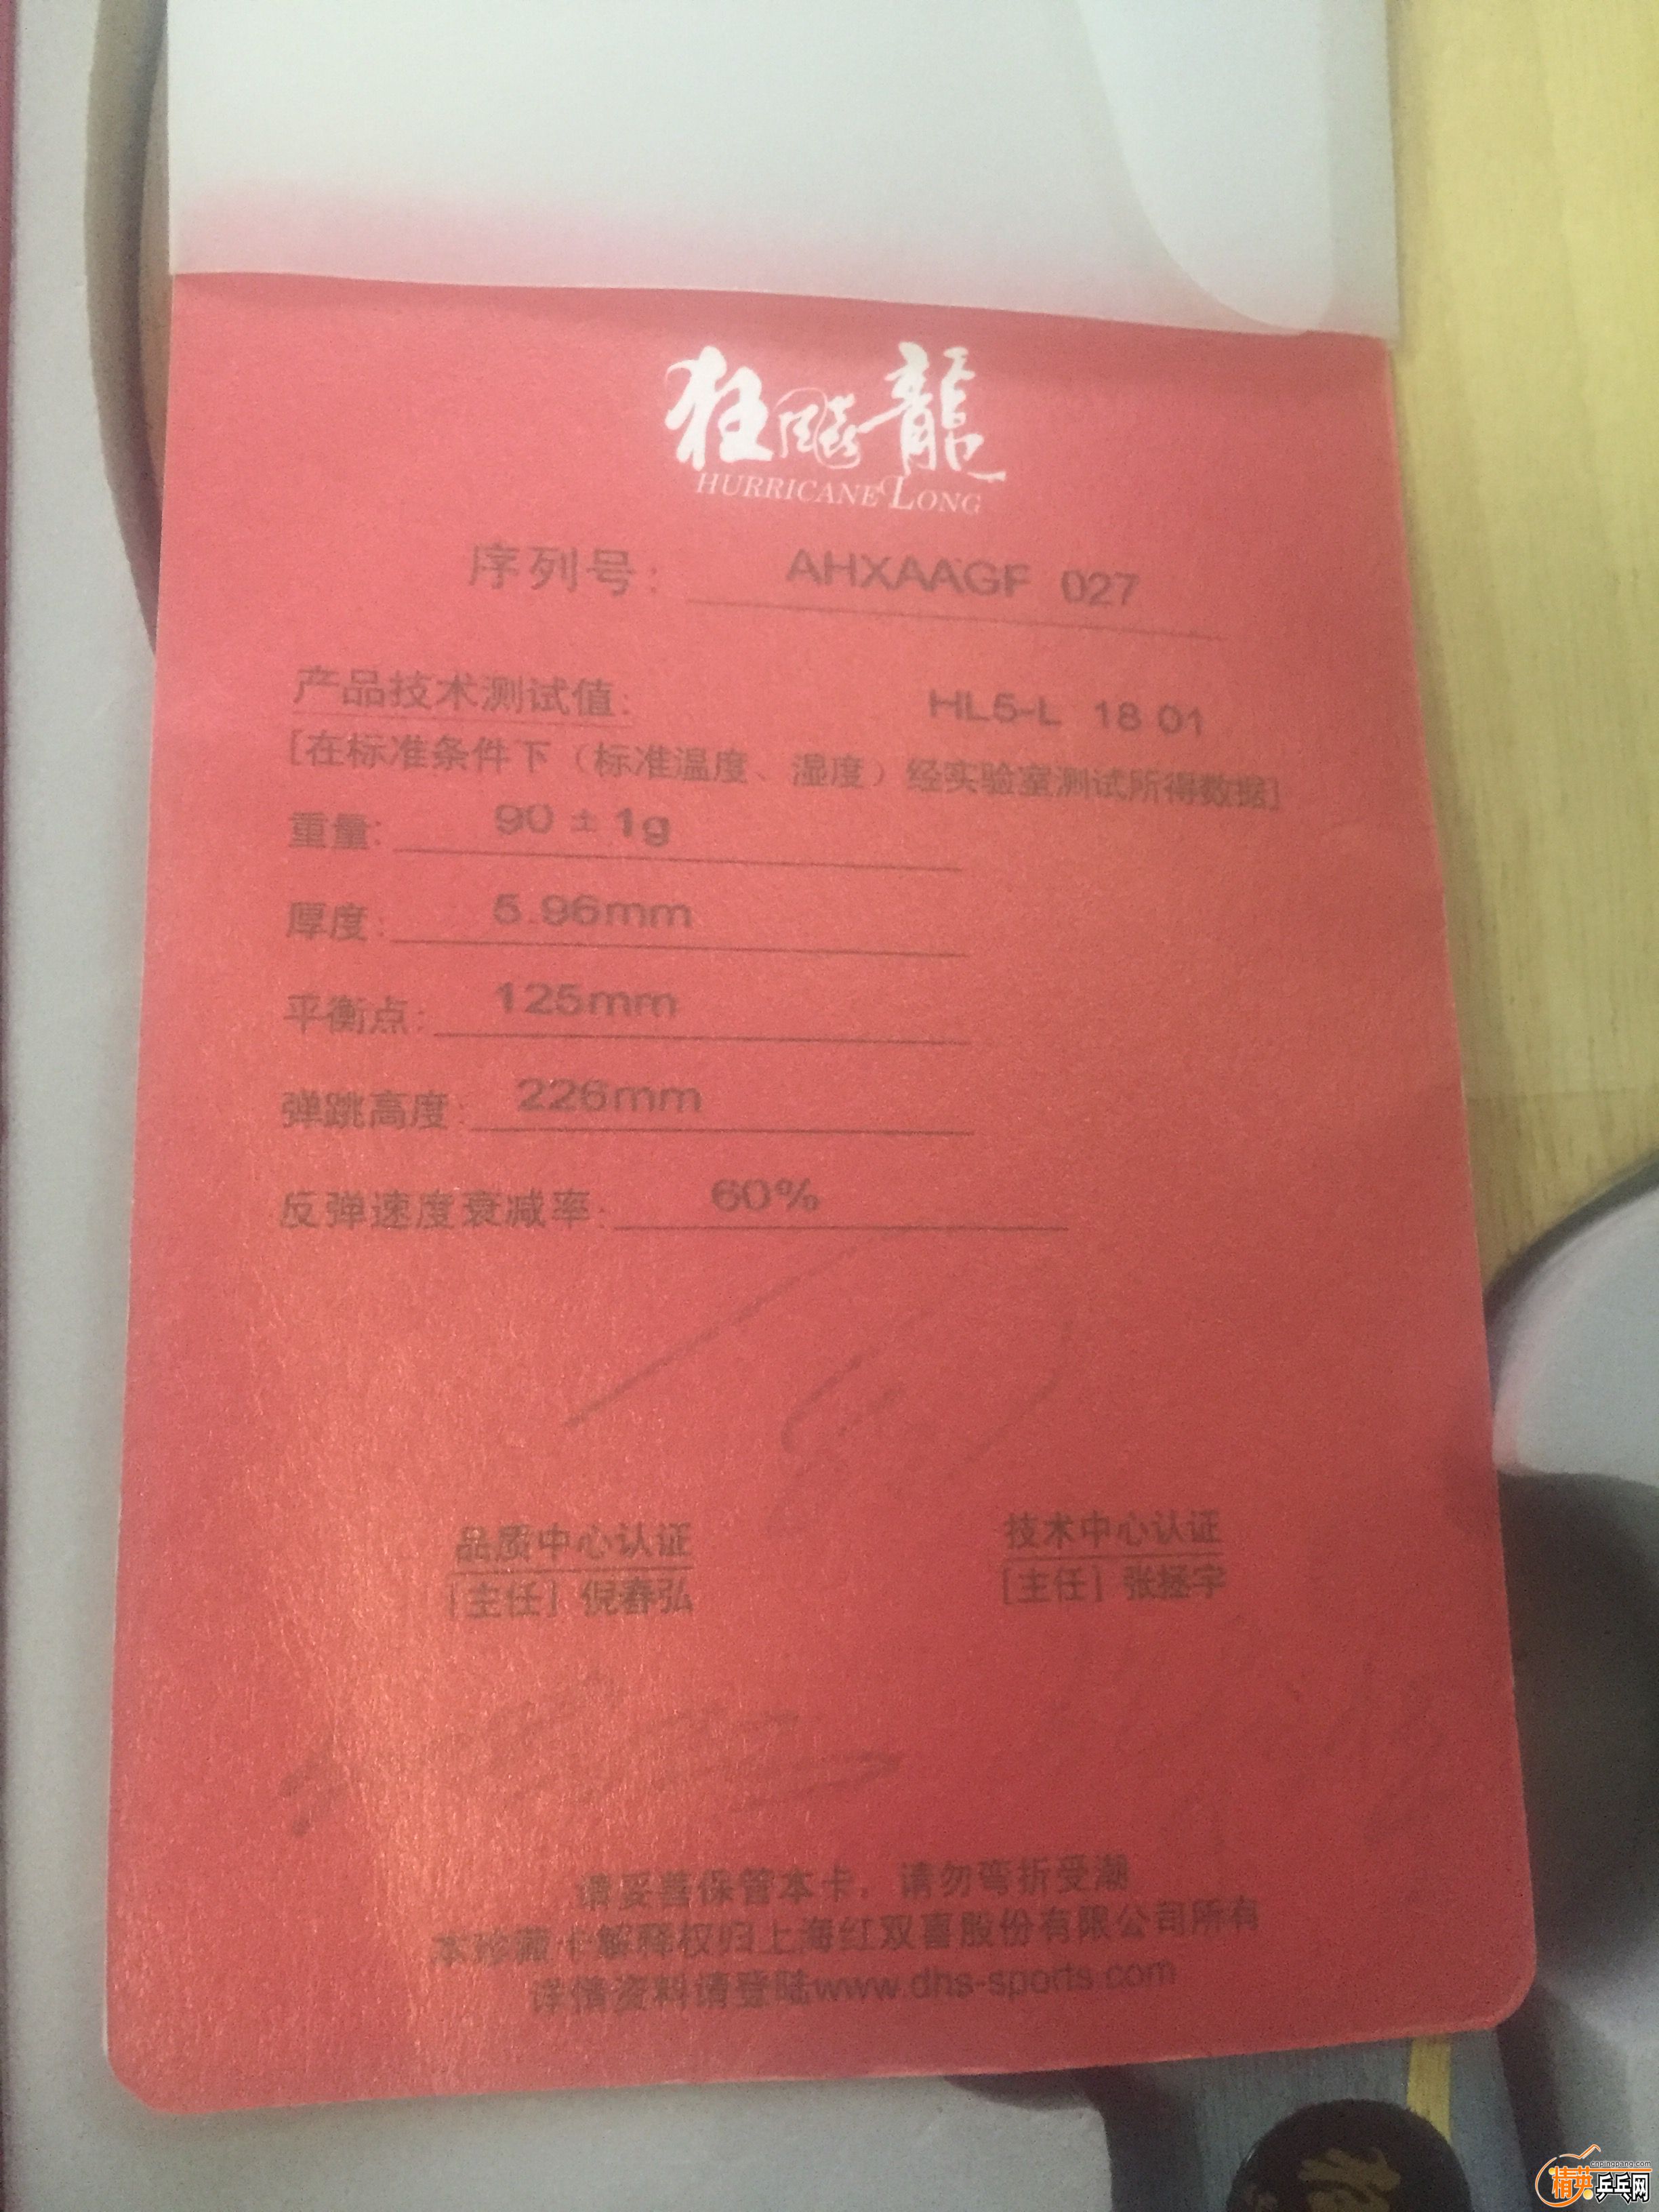 狂飚龍
HURRICANE LONG
序列号: AHXAAGF 027
产品技术测试值: HL5-L 18 01
[在标准条件下（标准温度、湿度）经实验室测试所得数据]
重量: 90 ± 1g
厚度: 5.96mm
平衡点: 125mm
弹跳高度: 226mm
反弹速度衰减率: 60%
品质中心认证 技术中心认证
[主任] 倪春弘 [主任] 张拯宇
请妥善保管本卡，请勿弯折受潮
本珍藏卡解释权归上海红双喜股份有限公司所有
详情资料请登陆www.dhs-sports.com
cnpingpang.com
精英乒乓网